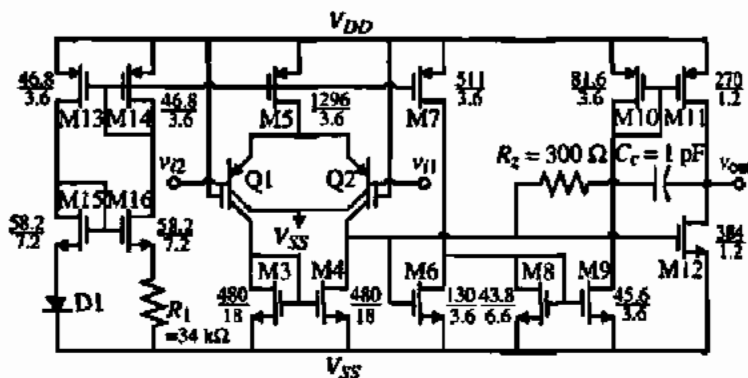 V_DD
46.8/3.6
M13
M14
46.8/3.6
M5
1296/3.6
M7
511/3.6
81.6/3.6
M10
M11
270/1.2
v_i2
Q1
Q2
v_i1
R_z = 300 Ω
C_c = 1 pF
v_out
V_SS
M15
M16
58.2/7.2
58.2/7.2
D1
R_1
=34 kΩ
M3
M4
480/18
480/18
M6
130/3.6
43.8/6.6
M8
M9
45.6/3.6
M12
384/1.2
V_SS